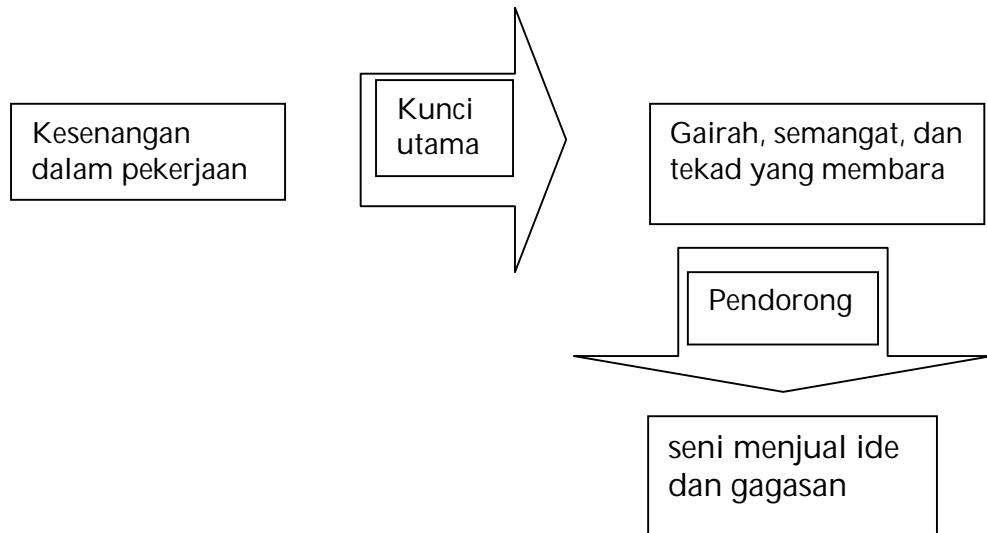 Kesenangan
dalam pekerjaan
Kunci
utama
Gairah, semangat, dan
tekad yang membara
Pendorong
seni menjual ide
dan gagasan